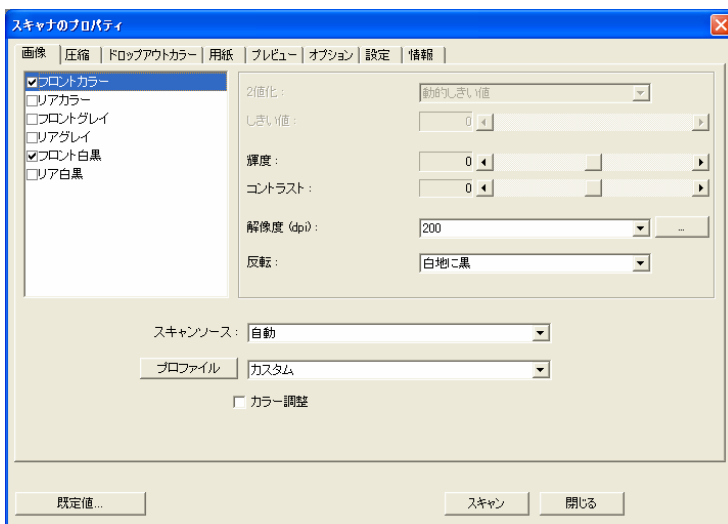 スキャナのプロパティ
画像 圧縮 ドロップアウトカラー 用紙 プレビュー オプション 設定 情報
フロントカラー
リアカラー
フロントグレイ
リアグレイ
フロント白黒
リア白黒
2値化: 動的しきい値
しきい値: 0
輝度: 0
コントラスト: 0
解像度 (dpi): 200 ...
反転: 白地に黒
スキャンソース: 自動
プロファイル カスタム
カラー調整
既定値... スキャン 閉じる